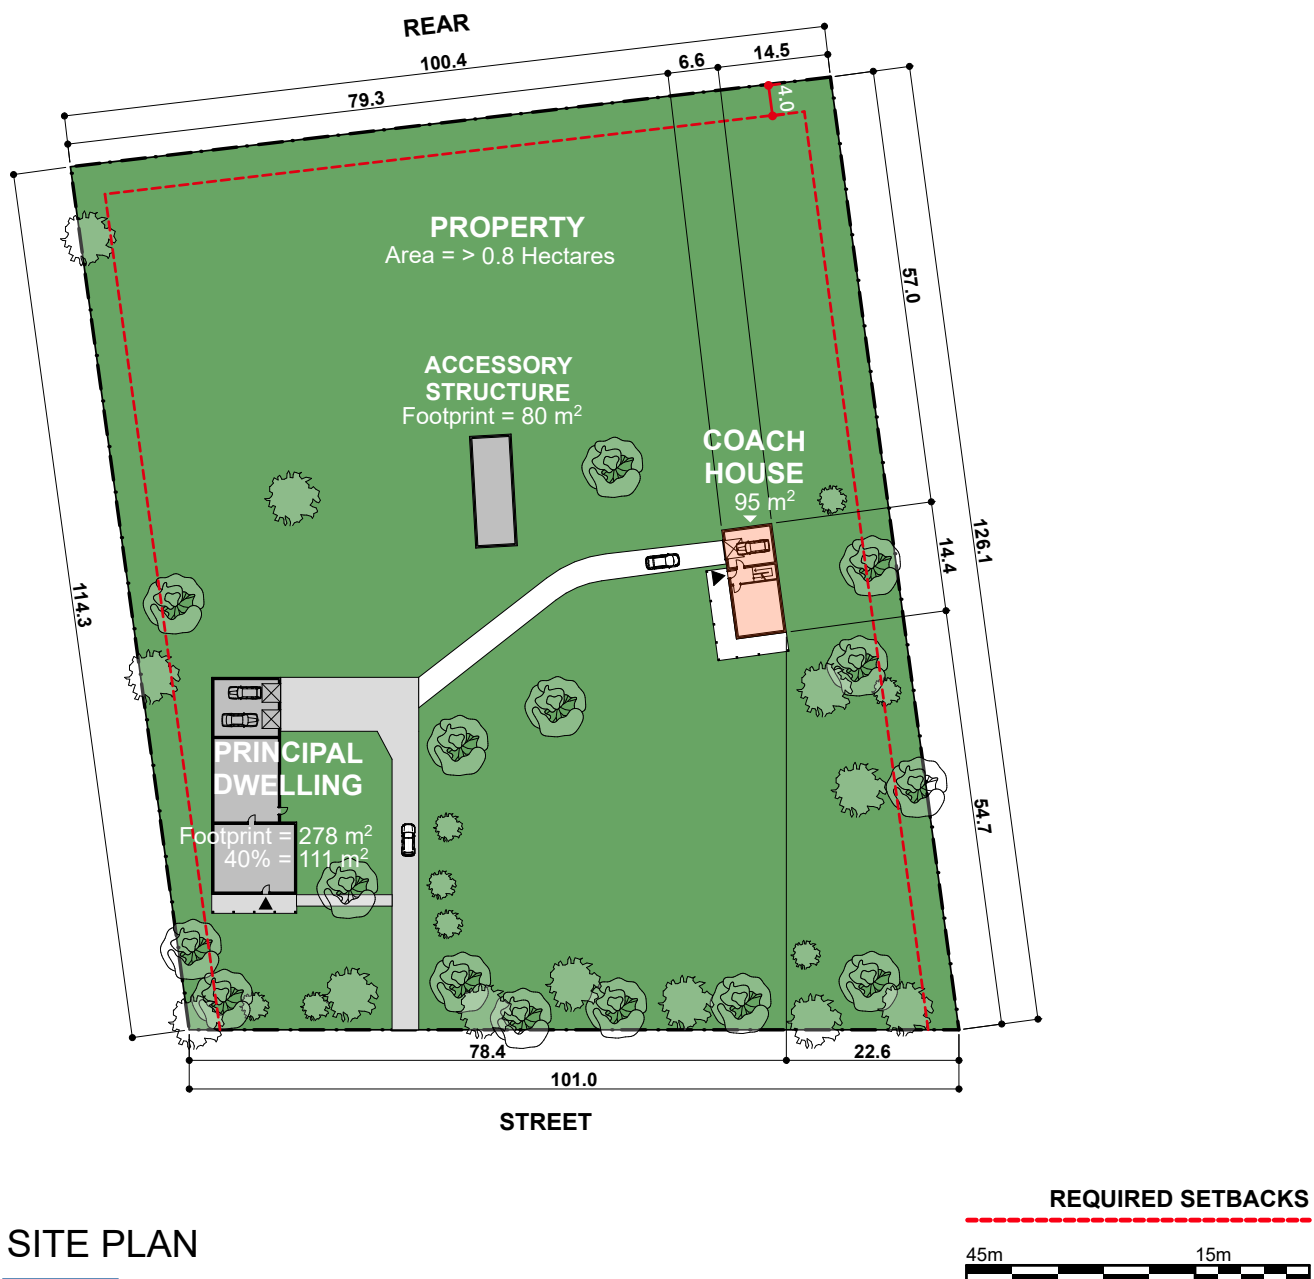 REAR
100.4
6.6
14.5
79.3
4.0
PROPERTY
Area = > 0.8 Hectares
57.0
ACCESSORY
STRUCTURE
Footprint = 80 m²
COACH
HOUSE
95 m²
14.4
126.1
114.3
PRINCIPAL
DWELLING
Footprint = 278 m²
40% = 111 m²
54.7
78.4
22.6
101.0
STREET
REQUIRED SETBACKS
SITE PLAN
45m
15m